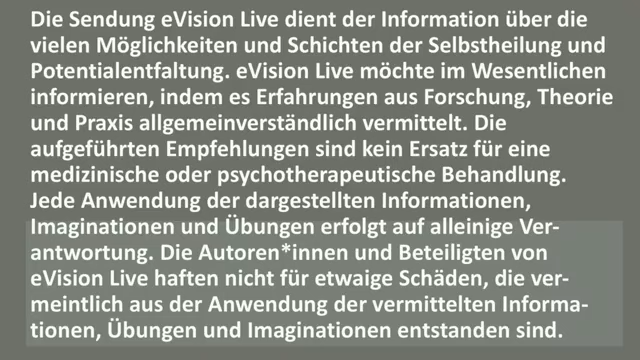 Die Sendung eVision Live dient der Information über die
vielen Möglichkeiten und Schichten der Selbstheilung und
Potentialentfaltung. eVision Live möchte im Wesentlichen
informieren, indem es Erfahrungen aus Forschung, Theorie
und Praxis allgemeinverständlich vermittelt. Die
aufgeführten Empfehlungen sind kein Ersatz für eine
medizinische oder psychotherapeutische Behandlung.
Jede Anwendung der dargestellten Informationen,
Imaginationen und Übungen erfolgt auf alleinige Ver-
antwortung. Die Autoren*innen und Beteiligten von
eVision Live haften nicht für etwaige Schäden, die ver-
meintlich aus der Anwendung der vermittelten Informa-
tionen, Übungen und Imaginationen entstanden sind.